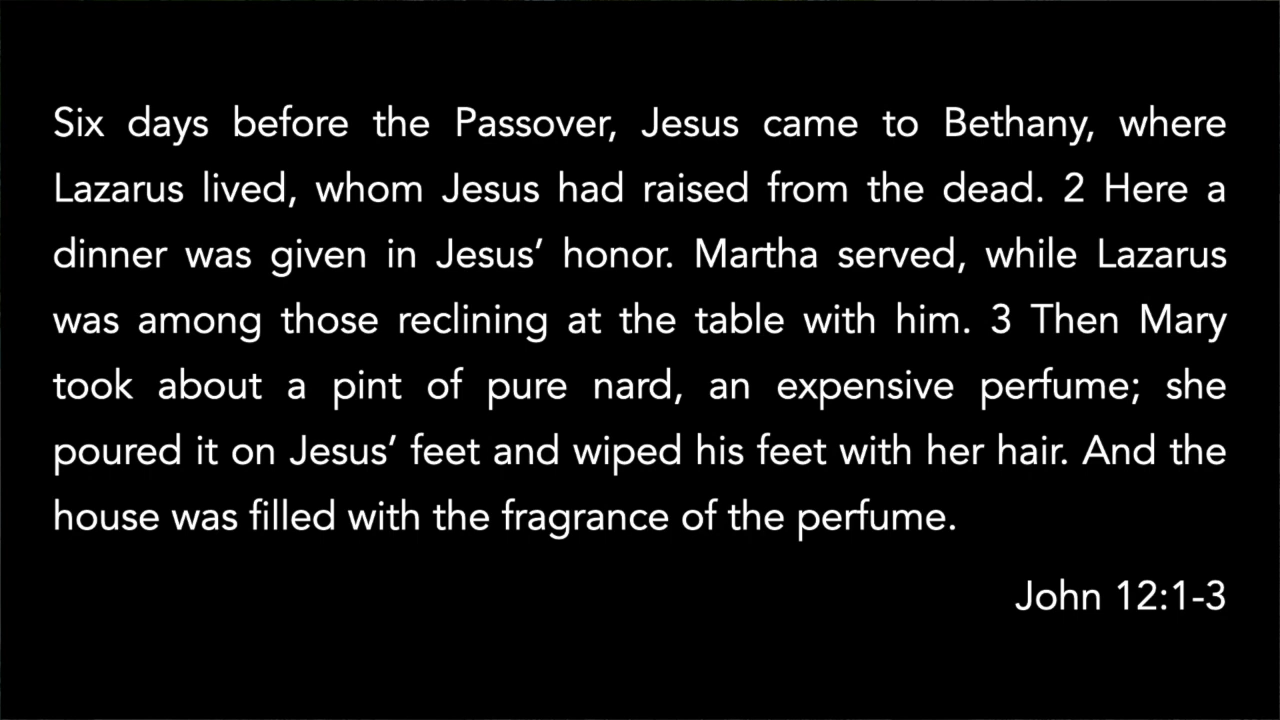 Six days before the Passover, Jesus came to Bethany, where
Lazarus lived, whom Jesus had raised from the dead. 2 Here a
dinner was given in Jesus’ honor. Martha served, while Lazarus
was among those reclining at the table with him. 3 Then Mary
took about a pint of pure nard, an expensive perfume; she
poured it on Jesus’ feet and wiped his feet with her hair. And the
house was filled with the fragrance of the perfume.
John 12:1-3